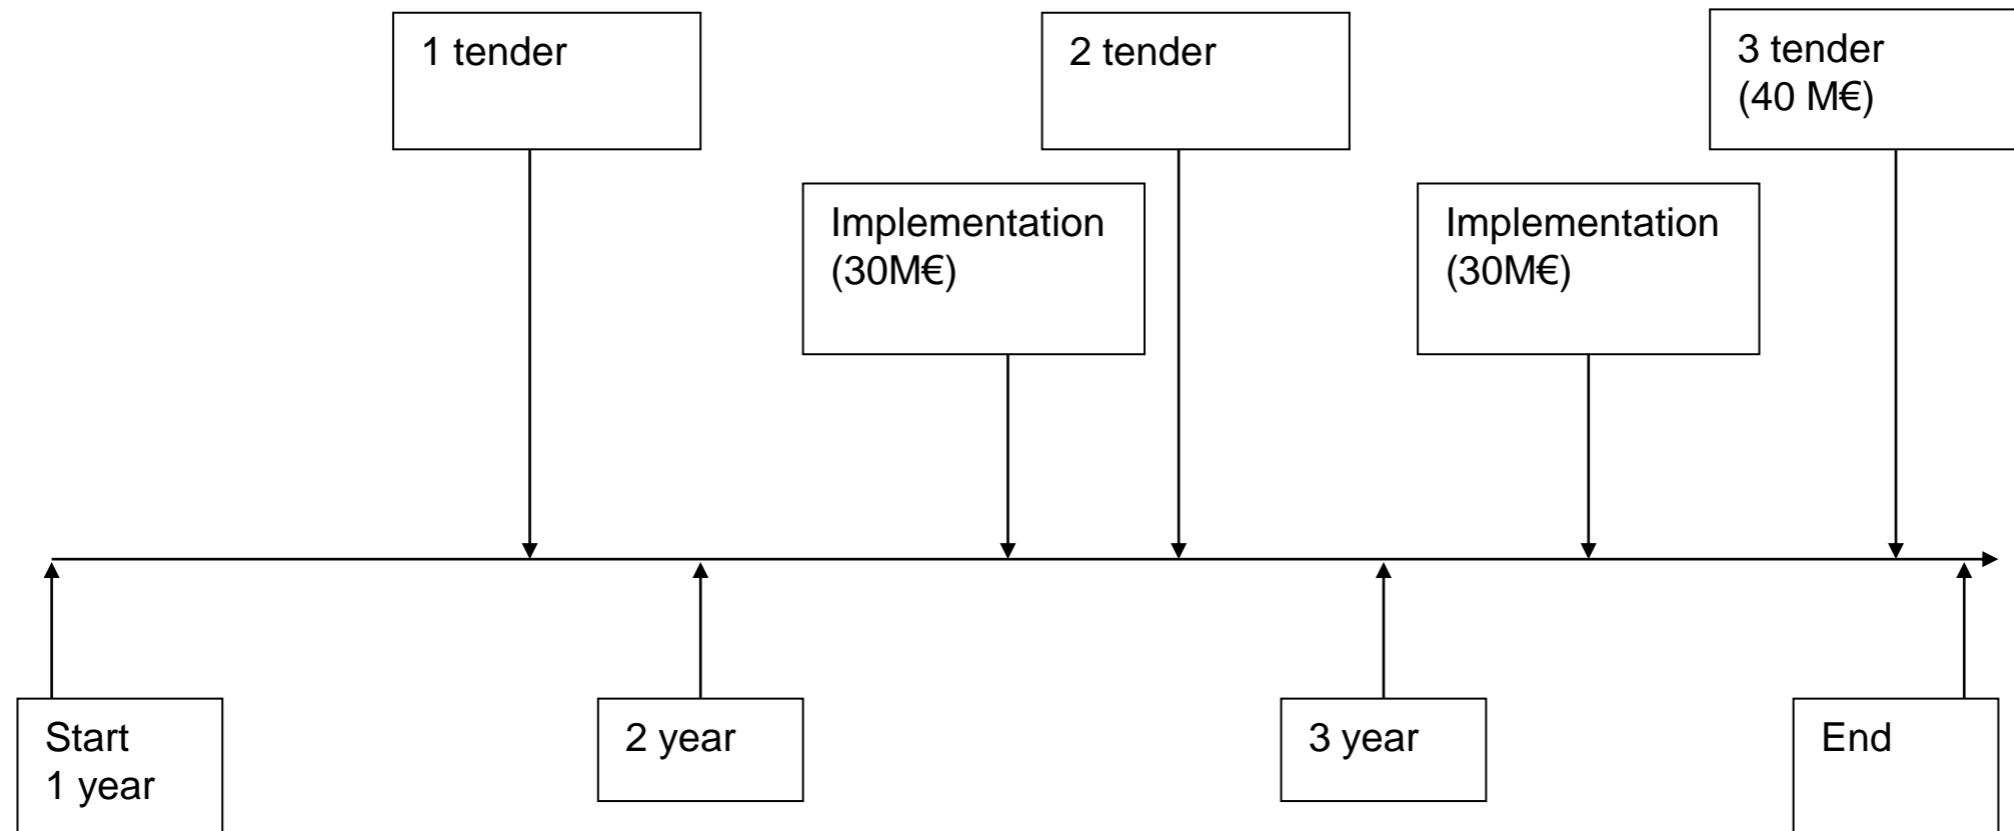 1 tender
2 tender
3 tender
(40 M€)
Implementation
(30M€)
Implementation
(30M€)
Start
1 year
2 year
3 year
End